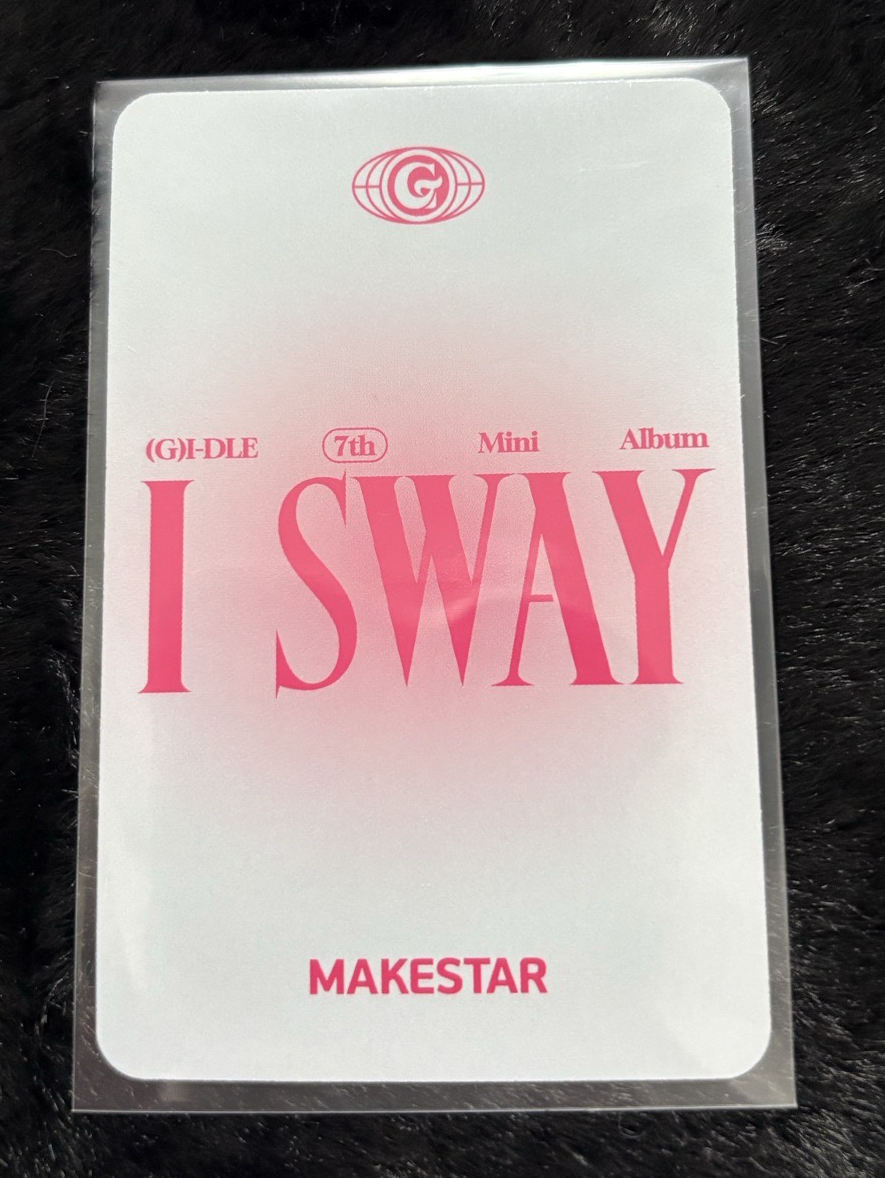 G
(G)I-DLE 7th Mini Album
I SWAY
MAKESTAR